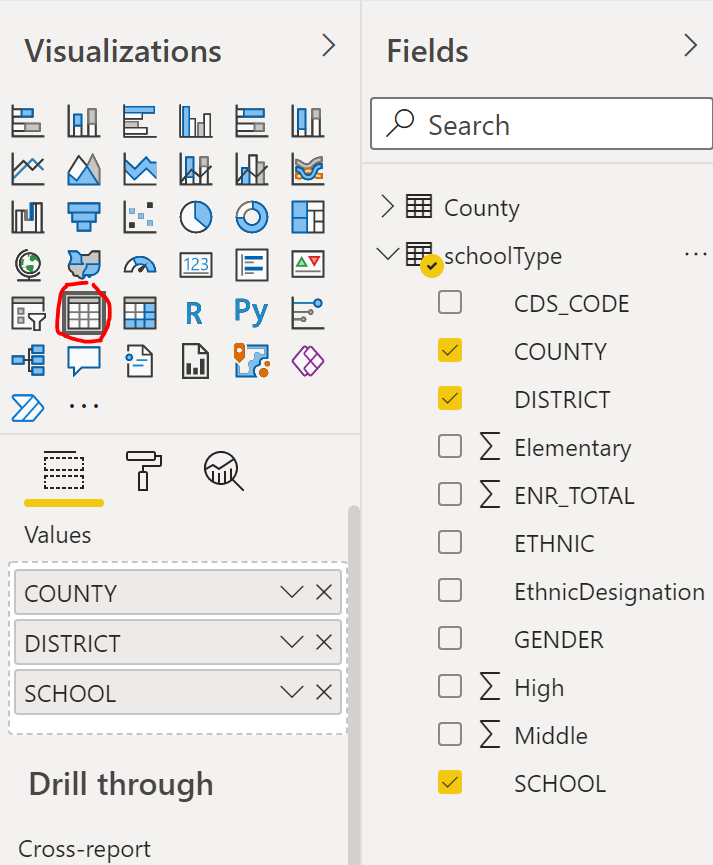 Visualizations
123
R
Py
Values
COUNTY
DISTRICT
SCHOOL
Drill through
Cross-report
Fields
Search
County
schoolType
CDS_CODE
COUNTY
DISTRICT
Elementary
ENR_TOTAL
ETHNIC
EthnicDesignation
GENDER
High
Middle
SCHOOL